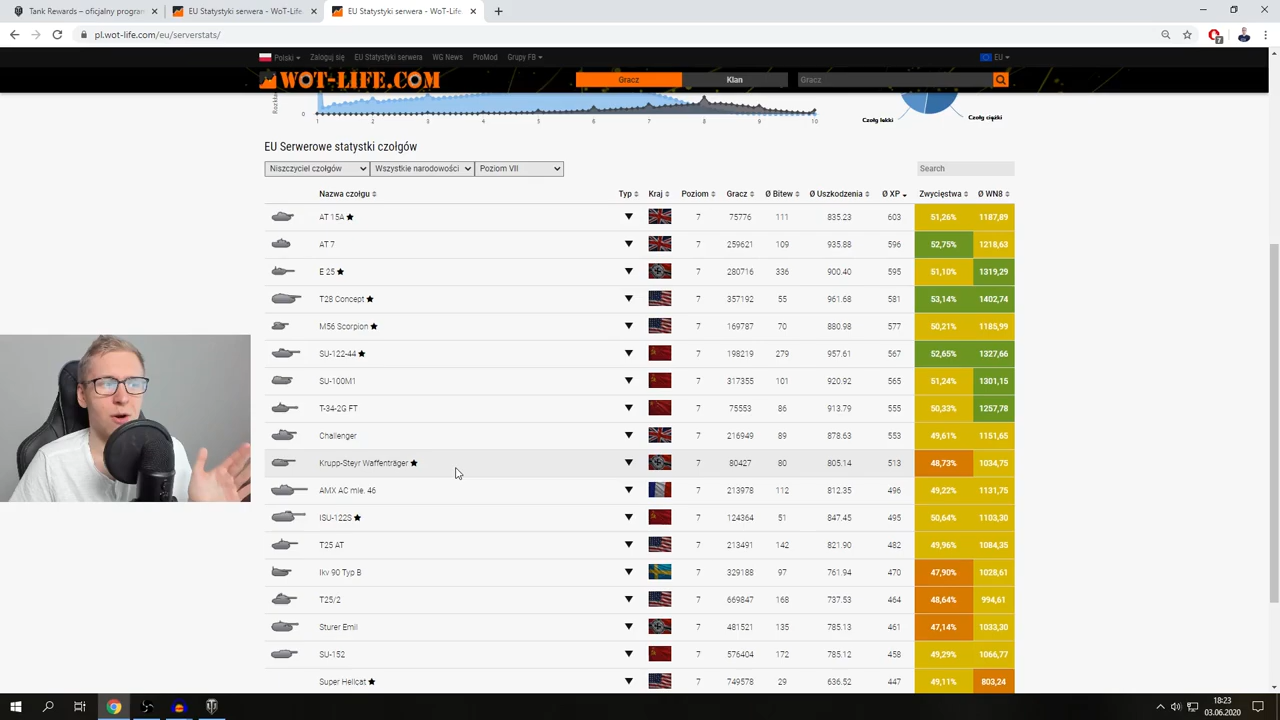 Tank Rewards – oficjalny program
EU Statystyki serwera - WoT-Life.
EU Statystyki serwera - WoT-Life.
pl.wot-life.com/eu/serverstats/
7
Polski
Zaloguj się
EU Statystyki serwera
WG News
ProMod
Grupy FB
EU
WOT-LIFE.COM
Gracz
Klan
Gracz
0
1 2 3 4 5 6 7 8 9 10
Czołg lekki
Czołg ciężki
EU Serwerowe statystki czołgów
Niszczyciel czołgów
Wszystkie narodowości
Poziom VII
Search
Nazwa czołgu Typ Kraj Poziom Gracz Ø Bitew Ø Uszkodzenia Ø XP Zwycięstwa Ø WN8
AT 15A ★ 7 75776 111 835.23 603 51,26% 1187,89
AT 7 7 259621 109 935.88 596 52,75% 1218,63
E 25 ★ 7 280716 336 900.40 595 51,10% 1319,29
T28 Concept ★ 7 357192 55 961.68 581 53,14% 1402,74
M56 Scorpion ★ 7 169787 70 883.98 577 50,21% 1185,99
SU-122-44 ★ 7 198219 279 567 52,65% 1327,66
SU-100M1 7 317355 101 920.92 565 51,24% 1301,15
T-34-2G FT 7 75553 86 913.79 555 50,33% 1257,78
Challenger 7 216949 89 878.63 553 49,61% 1151,65
Krupp-Steyr Waffenträger ★ 7 80427 80 805.14 513 48,73% 1034,75
AMX AC mle. 46 7 213978 112 812.35 496 49,22% 1131,75
ISU-122S ★ 7 124364 51 847.45 495 50,64% 1103,30
T25 AT 7 213491 142 821.90 482 49,96% 1084,35
Ikv 90 Typ B 7 329188 97 470 47,90% 1028,61
T25/2 7 669847 168 737.53 464 48,64% 994,61
Sturer Emil 7 481521 135 785.13 461 47,14% 1033,30
SU-152 7 576404 172 785.12 458 49,29% 1066,77
Super Hellcat ★ 7 749578 29 636.52 447 49,11% 803,24
18:23
03.06.2020